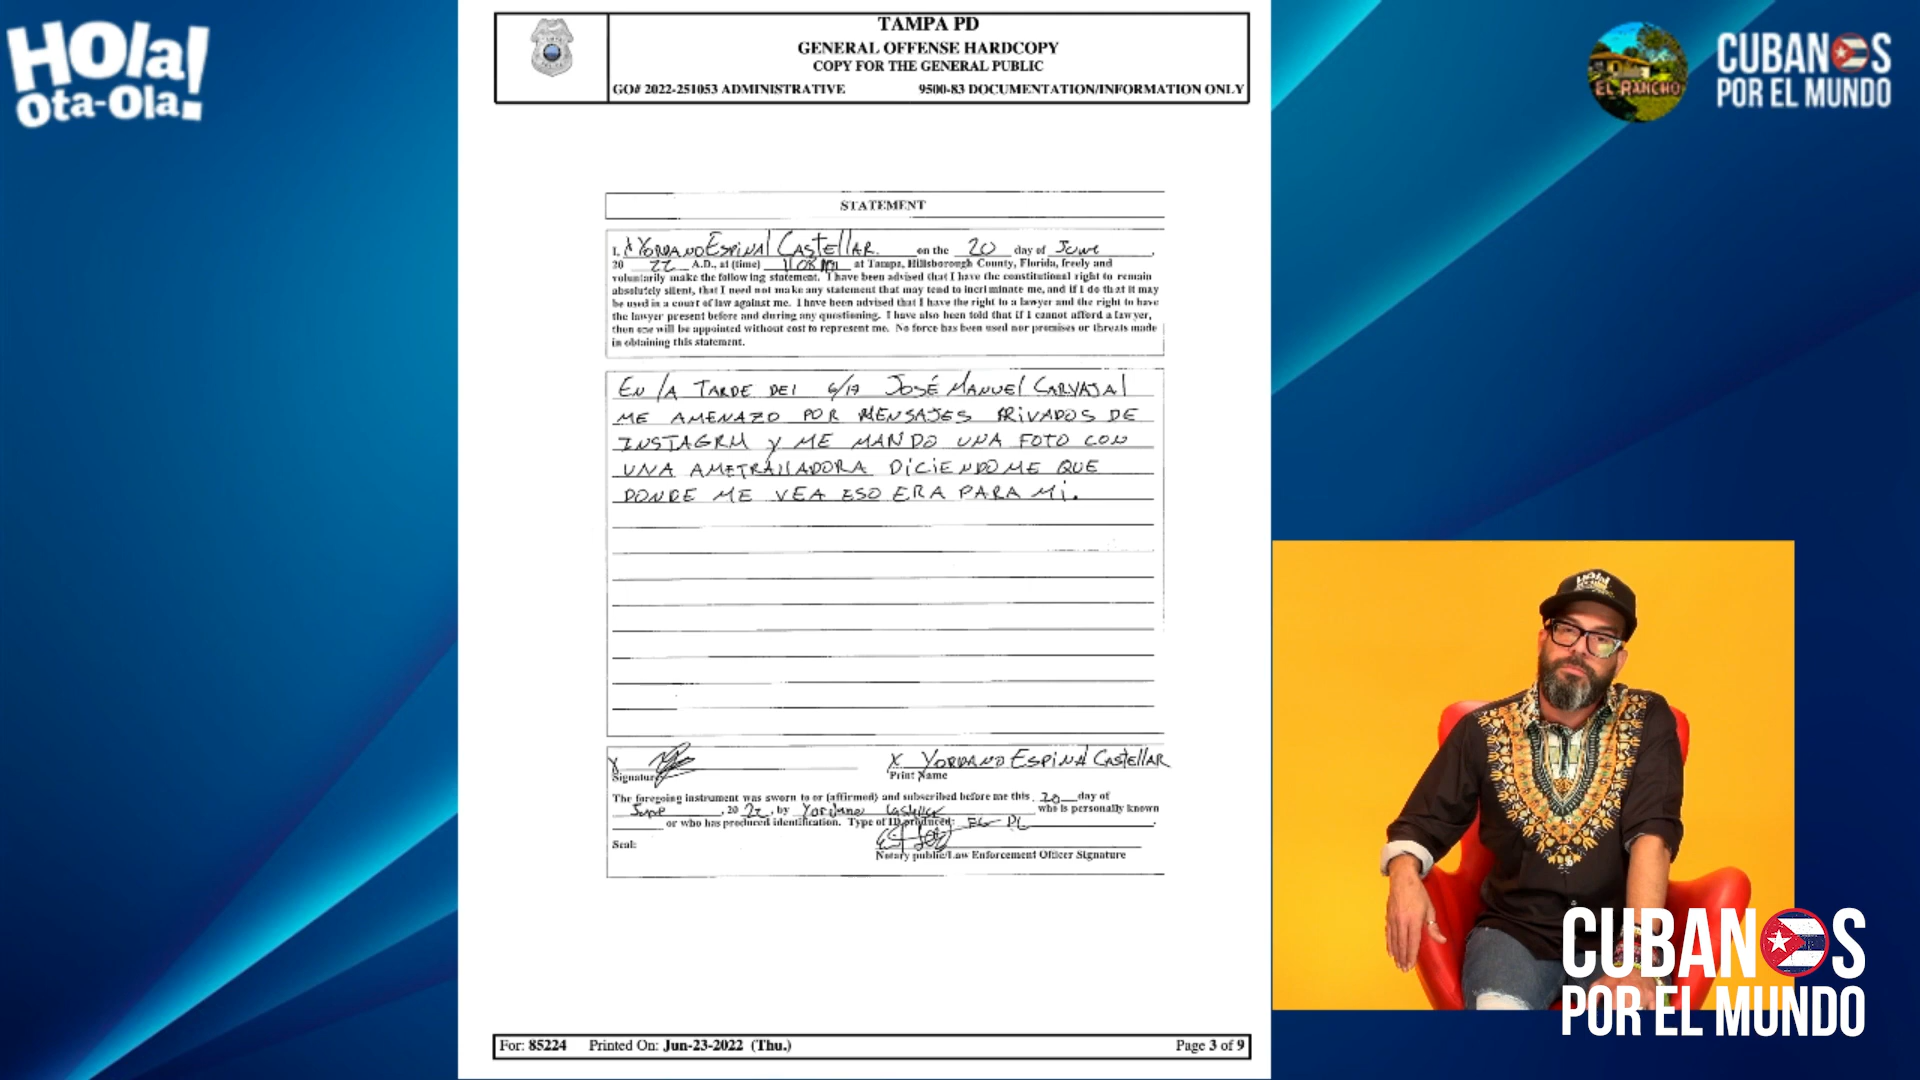 HOla!
Ota-Ola!
EL RANCHO
CUBANOS
POR EL MUNDO
TAMPA PD
GENERAL OFFENSE HARDCOPY
COPY FOR THE GENERAL PUBLIC
GO# 2022-251053 ADMINISTRATIVE 9500-83 DOCUMENTATION/INFORMATION ONLY
STATEMENT
I, X YORDANO ESPINAL CASTELLAR on the 20 day of June,
20 22 A.D., at (time) at Tampa, Hillsborough County, Florida, freely and
voluntarily make the following statement. I have been advised that I have the constitutional right to remain
absolutely silent, that I need not make any statement that may tend to incriminate me, and if I do that it may
be used in a court of law against me. I have been advised that I have the right to a lawyer and the right to have
the lawyer present before and during any questioning. I have also been told that if I cannot afford a lawyer,
then one will be appointed without cost to represent me. No force has been used nor promises or threats made
in obtaining this statement.
EN LA TARDE DEL JOSÉ MANUEL CARVAJAL
ME AMENAZO POR MENSAJES PRIVADOS DE
INSTAGRM Y ME MANDO UNA FOTO CON
UNA AMETRALLADORA DICIENDOME QUE
DONDE ME VEA ESO ERA PARA MI.
X
Signature
X YORDANO ESPINAL CASTELLAR
Print Name
The foregoing instrument was sworn to or (affirmed) and subscribed before me this 20 day of
June, 20 22, by Yordano who is personally known
or who has produced identification. Type of ID produced: FL DL.
Seal:
Notary public/Law Enforcement Officer Signature
For: 85224 Printed On: Jun-23-2022 (Thu.) Page 3 of 9
HOla!
CUBANOS
POR EL MUNDO